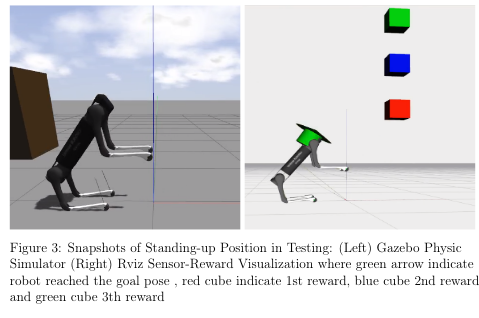 Figure 3: Snapshots of Standing-up Position in Testing: (Left) Gazebo Physic
Simulator (Right) Rviz Sensor-Reward Visualization where green arrow indicate
robot reached the goal pose , red cube indicate 1st reward, blue cube 2nd reward
and green cube 3th reward